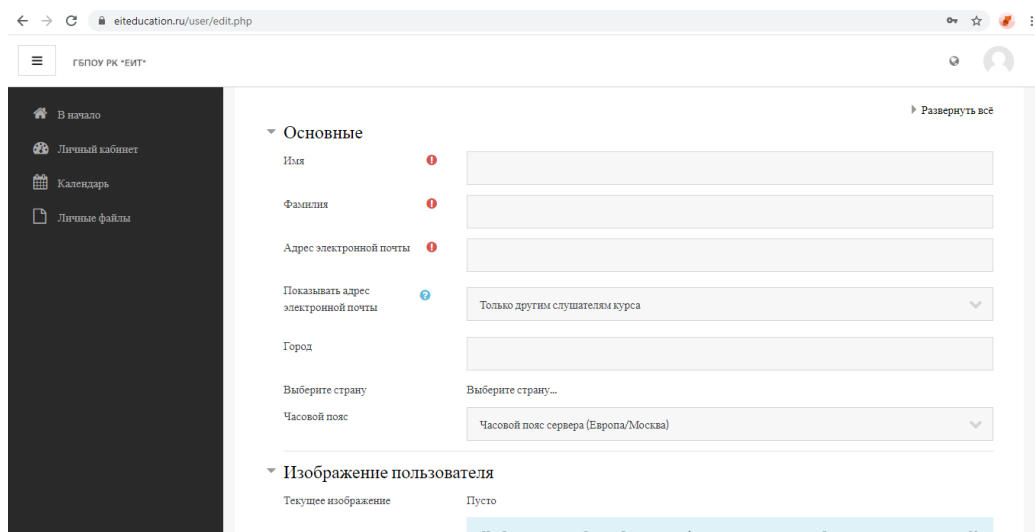 eiteducation.ru/user/edit.php
ГБПОУ РК "ЕИТ"
В начало
Личный кабинет
Календарь
Личные файлы
Развернуть всё
Основные
Имя
Фамилия
Адрес электронной почты
Показывать адрес
электронной почты
Только другим слушателям курса
Город
Выберите страну
Выберите страну...
Часовой пояс
Часовой пояс сервера (Европа/Москва)
Изображение пользователя
Текущее изображение
Пусто